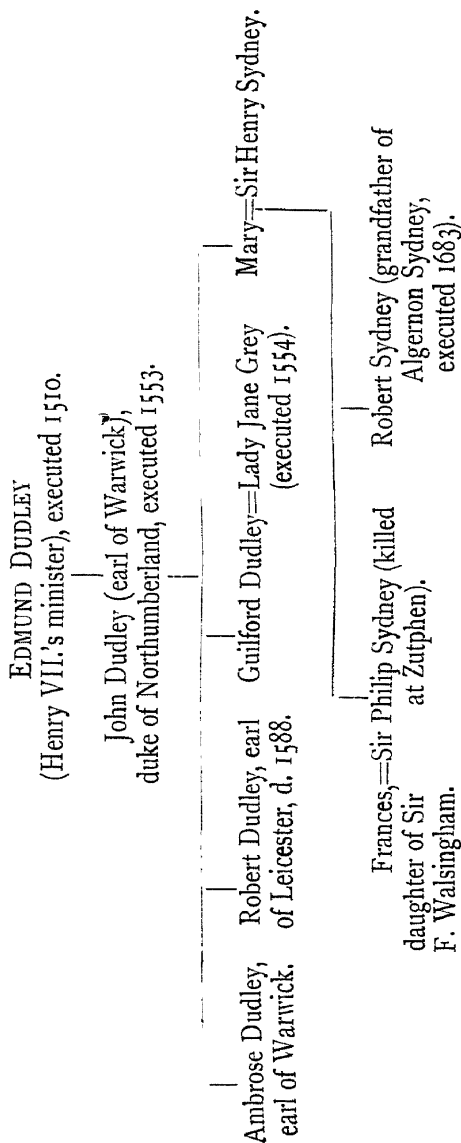 EDMUND DUDLEY
(Henry VII.'s minister), executed 1510.
John Dudley (earl of Warwick),
duke of Northumberland, executed 1553.
Ambrose Dudley,
earl of Warwick.
Robert Dudley, earl
of Leicester, d. 1588.
Guilford Dudley=Lady Jane Grey
(executed 1554).
Mary=Sir Henry Sydney.
Frances,=Sir Philip Sydney (killed
daughter of Sir
at Zutphen).
F. Walsingham.
Robert Sydney (grandfather of
Algernon Sydney,
executed 1683).